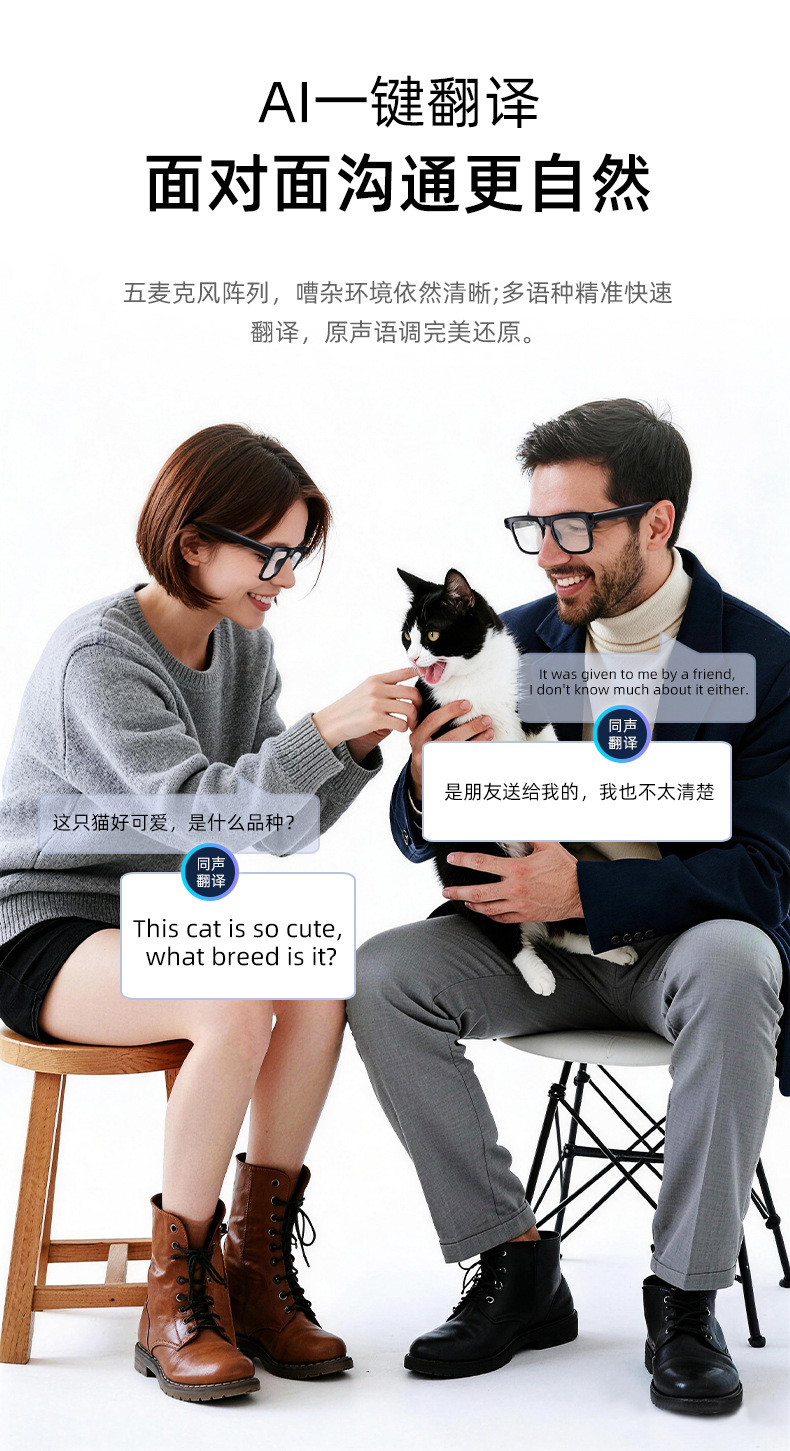 AI一键翻译
面对面沟通更自然
五麦克风阵列，嘈杂环境依然清晰;多语种精准快速
翻译，原声语调完美还原。
It was given to me by a friend,
I don't know much about it either.
同声
翻译
是朋友送给我的，我也不太清楚
这只猫好可爱，是什么品种?
同声
翻译
This cat is so cute,
what breed is it?